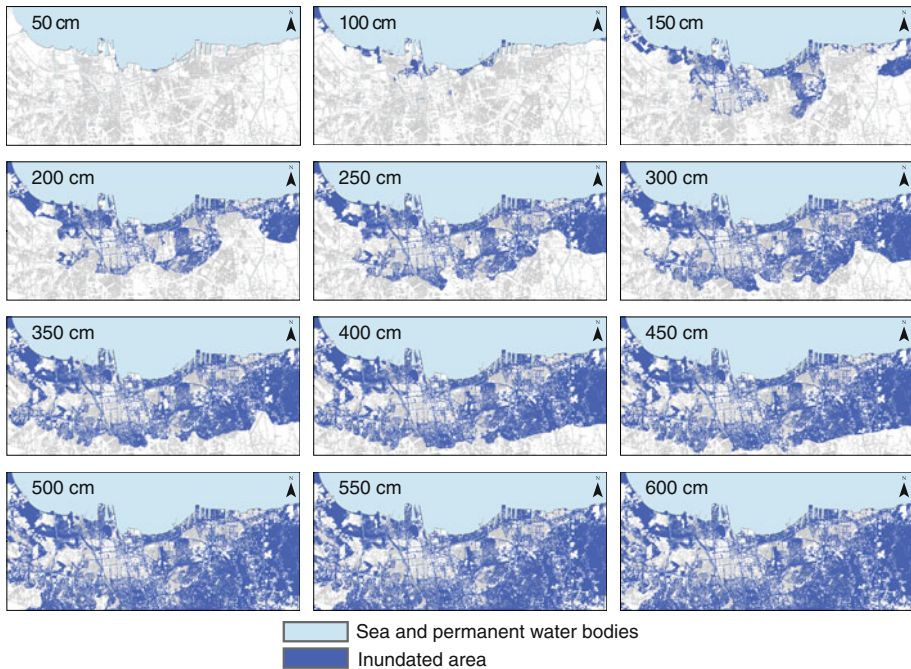 50 cm
N
100 cm
N
150 cm
N
200 cm
N
250 cm
N
300 cm
N
350 cm
N
400 cm
N
450 cm
N
500 cm
N
550 cm
N
600 cm
N
Sea and permanent water bodies
Inundated area